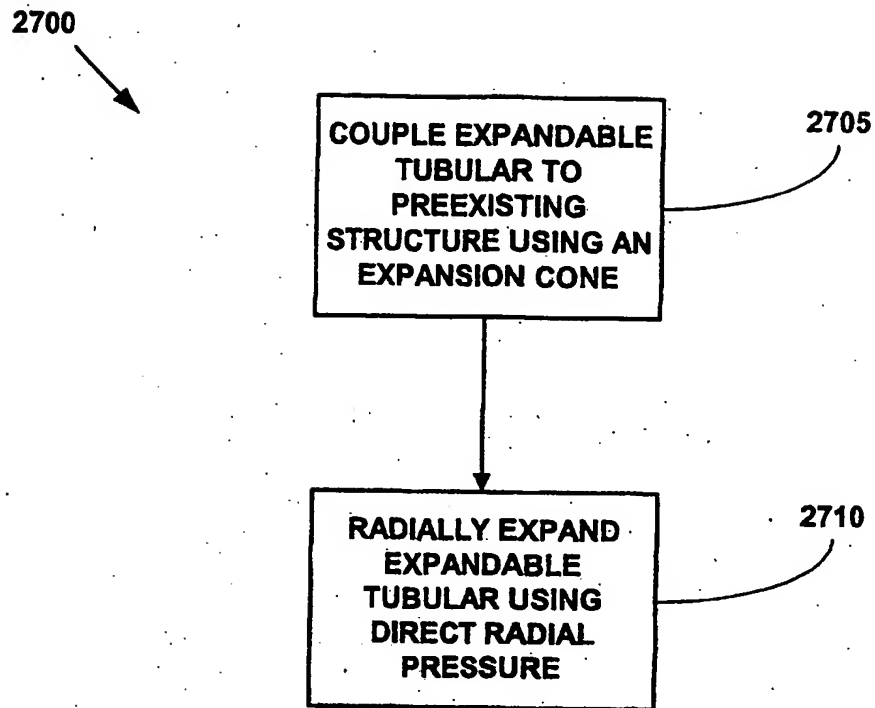 2700
COUPLE EXPANDABLE
TUBULAR TO
PREEXISTING
STRUCTURE USING AN
EXPANSION CONE
2705
RADIALLY EXPAND
EXPANDABLE
TUBULAR USING
DIRECT RADIAL
PRESSURE
2710